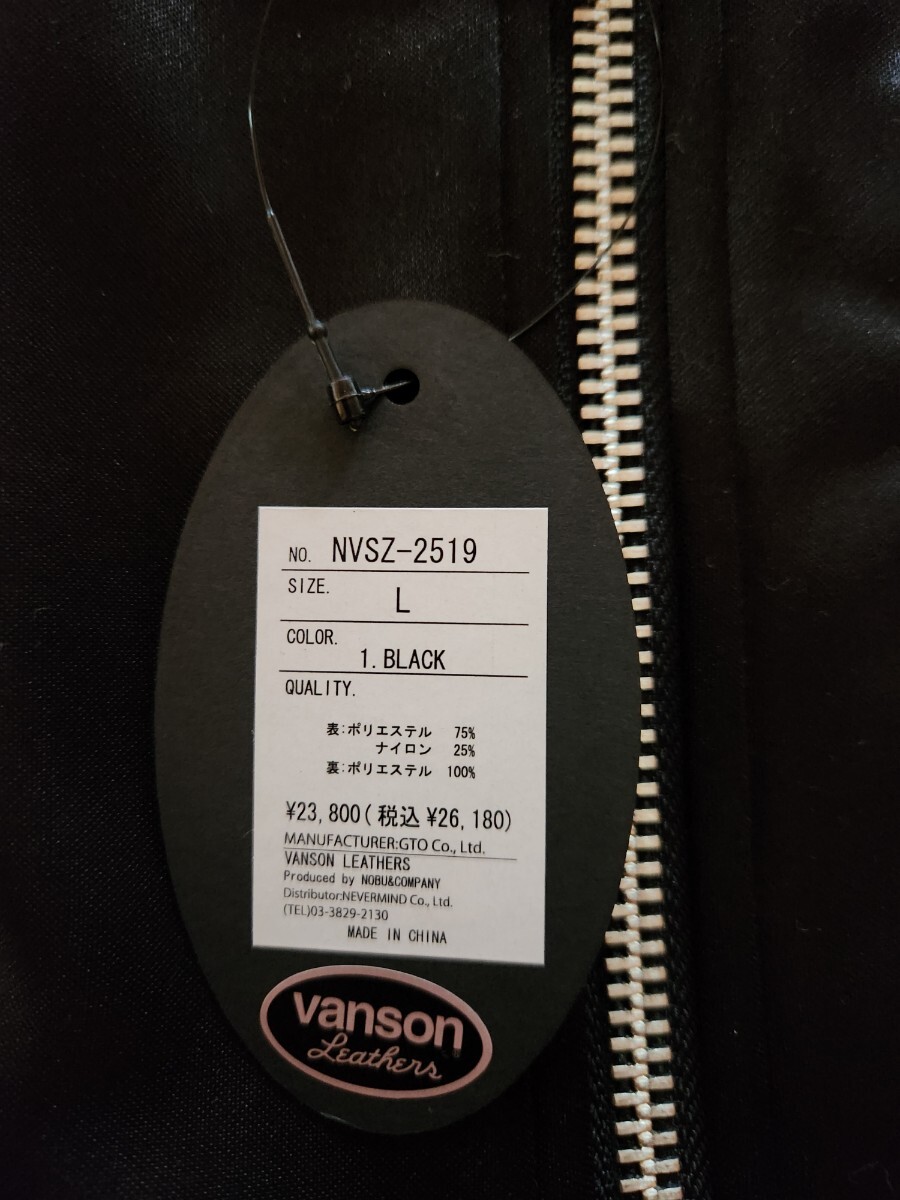 NO. NVSZ-2519
SIZE.
L
COLOR.
1.BLACK
QUALITY.
表:ポリエステル 75%
ナイロン 25%
裏:ポリエステル 100%
¥23,800(税込¥26,180)
MANUFACTURER:GTO Co., Ltd.
VANSON LEATHERS
Produced by NOBU&COMPANY
Distributor:NEVERMIND Co., Ltd.
(TEL)03-3829-2130
MADE IN CHINA
vanson
Leathers